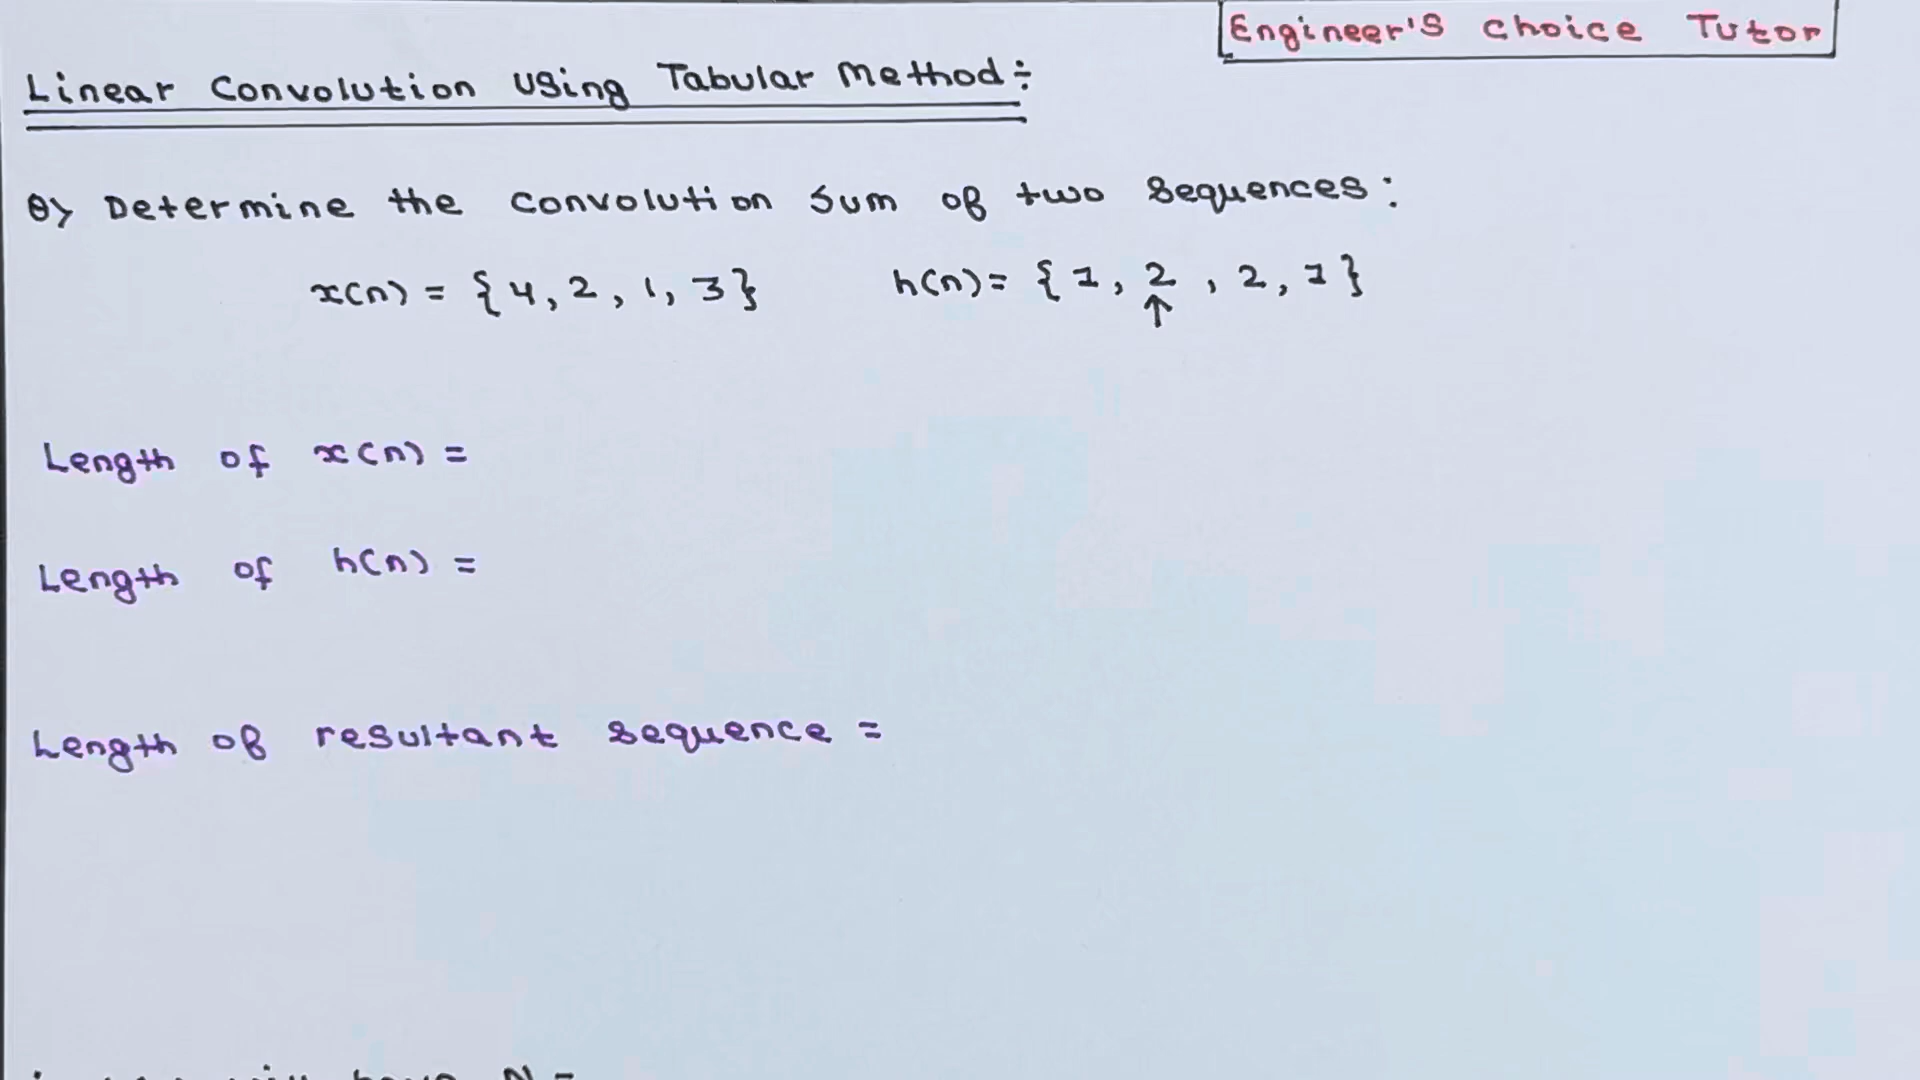 Engineer's Choice Tutor
Linear Convolution Using Tabular Method:
Q> Determine the convolution sum of two sequences:
x(n) = {4, 2, 1, 3} h(n) = {1, 2, 2, 1}
↑
Length of x(n) =
Length of h(n) =
Length of resultant sequence =
N =